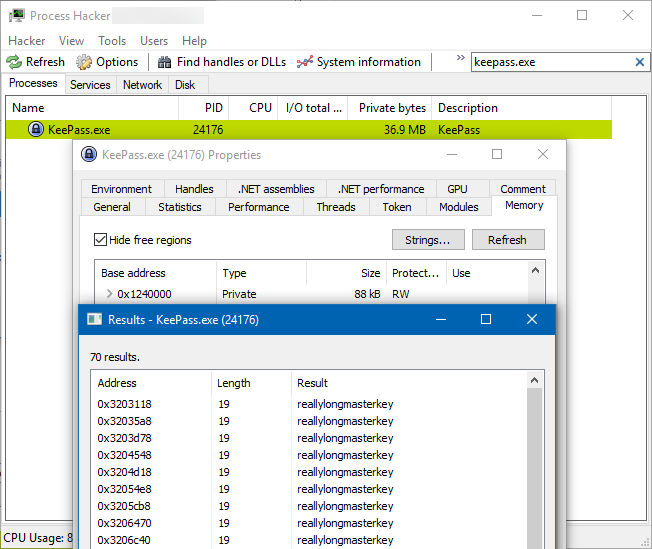 Process Hacker
Hacker View Tools Users Help
Refresh Options Find handles or DLLs System information » keepass.exe
Processes Services Network Disk
Name PID CPU I/O total ... Private bytes Description
KeePass.exe 24176 36.9 MB KeePass
KeePass.exe (24176) Properties
Environment Handles .NET assemblies .NET performance GPU Comment
General Statistics Performance Threads Token Modules Memory
Hide free regions Strings... Refresh
Base address Type Size Protect... Use
0x1240000 Private 88 kB RW
Results - KeePass.exe (24176)
70 results.
Address Length Result
0x3203118 19 reallylongmasterkey
0x32035a8 19 reallylongmasterkey
0x3203d78 19 reallylongmasterkey
0x3204548 19 reallylongmasterkey
0x3204d18 19 reallylongmasterkey
0x32054e8 19 reallylongmasterkey
0x3205cb8 19 reallylongmasterkey
0x3206470 19 reallylongmasterkey
0x3206c40 19 reallylongmasterkey
CPU Usage: 8